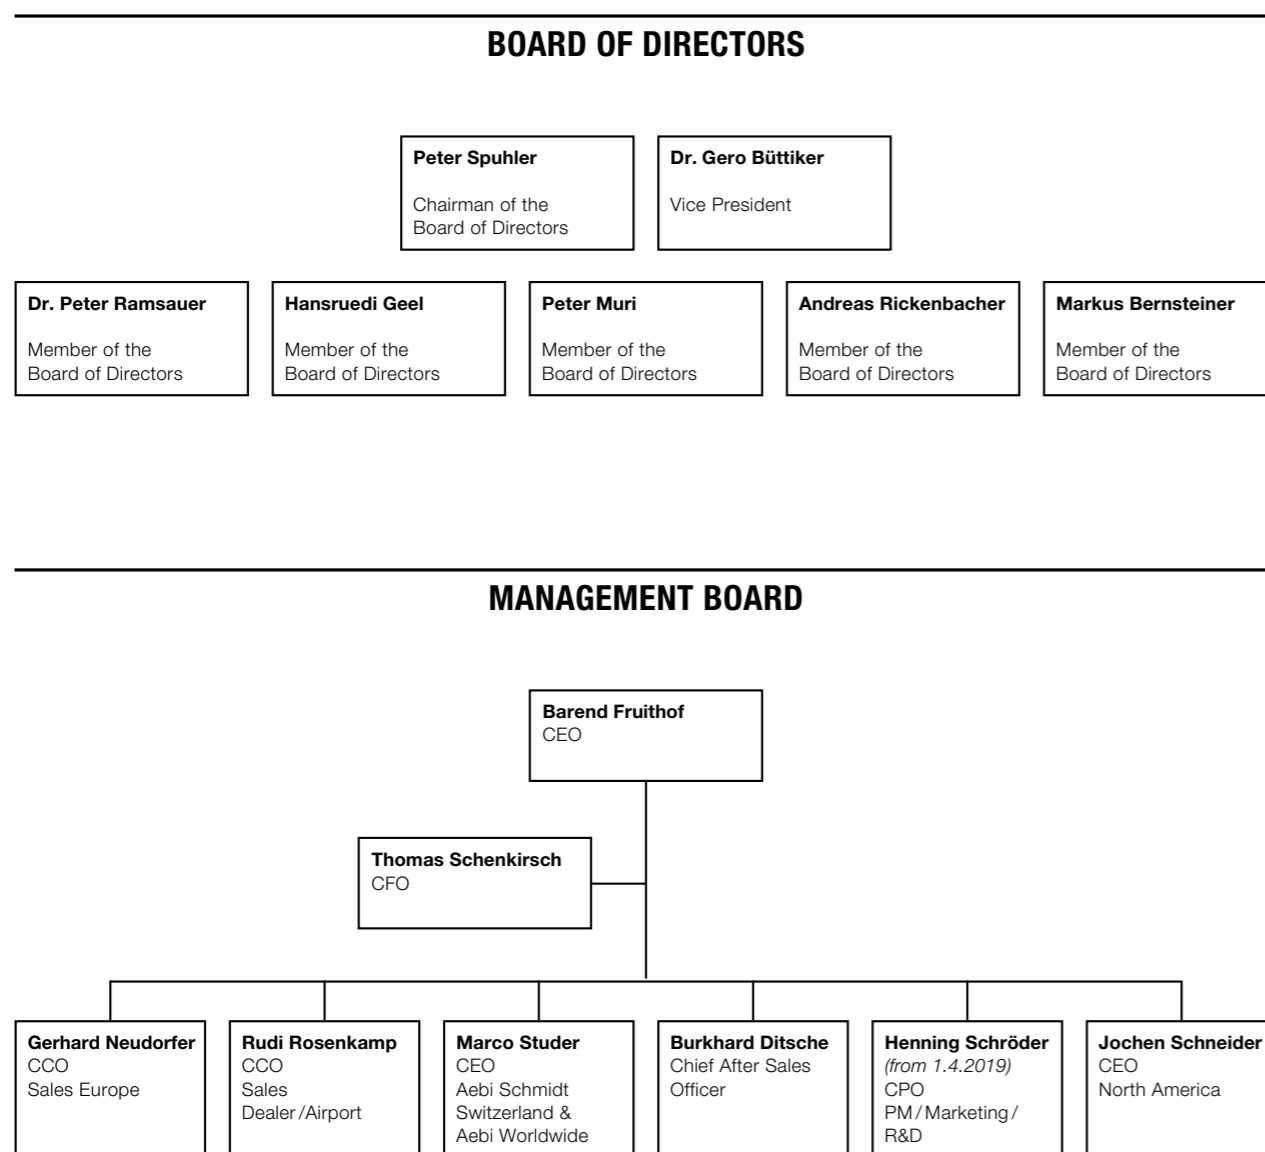 BOARD OF DIRECTORS
Peter Spuhler
Chairman of the
Board of Directors
Dr. Gero Büttiker
Vice President
Dr. Peter Ramsauer
Member of the
Board of Directors
Hansruedi Geel
Member of the
Board of Directors
Peter Muri
Member of the
Board of Directors
Andreas Rickenbacher
Member of the
Board of Directors
Markus Bernsteiner
Member of the
Board of Directors
MANAGEMENT BOARD
Barend Fruithof
CEO
Thomas Schenkirsch
CFO
Gerhard Neudorfer
CCO
Sales Europe
Rudi Rosenkamp
CCO
Sales
Dealer/Airport
Marco Studer
CEO
Aebi Schmidt
Switzerland &
Aebi Worldwide
Burkhard Ditsche
Chief After Sales
Officer
Henning Schröder
(from 1.4.2019)
CPO
PM/Marketing/
R&D
Jochen Schneider
CEO
North America